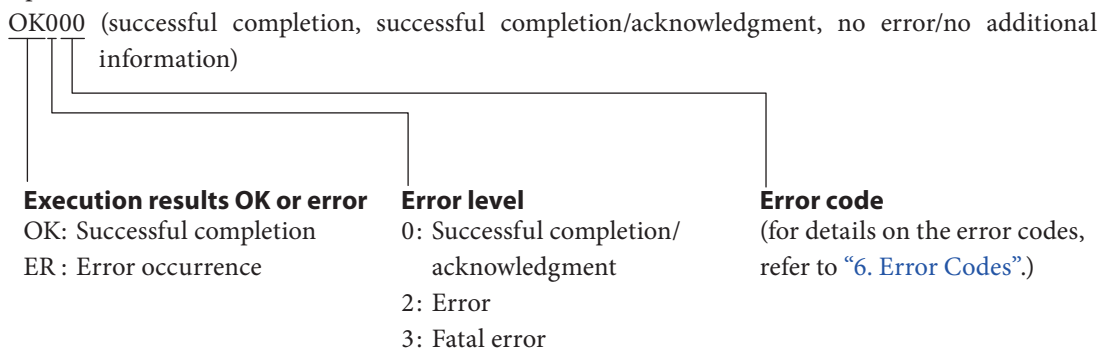 OK000 (successful completion, successful completion/acknowledgment, no error/no additional
information)
Execution results OK or error
OK: Successful completion
ER : Error occurrence
Error level
0: Successful completion/
acknowledgment
2: Error
3: Fatal error
Error code
(for details on the error codes,
refer to “6. Error Codes”.)